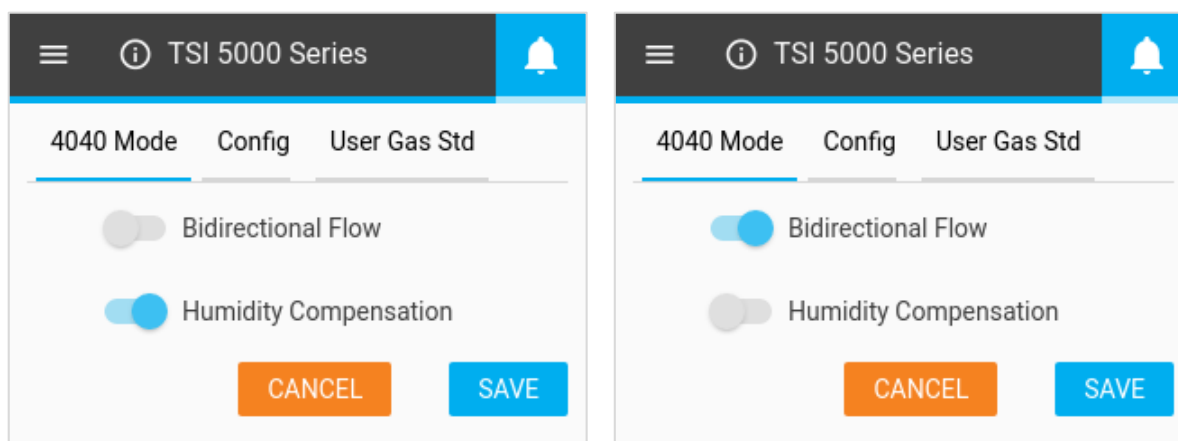 TSI 5000 Series
4040 Mode Config User Gas Std
Bidirectional Flow
Humidity Compensation
CANCEL SAVE
TSI 5000 Series
4040 Mode Config User Gas Std
Bidirectional Flow
Humidity Compensation
CANCEL SAVE